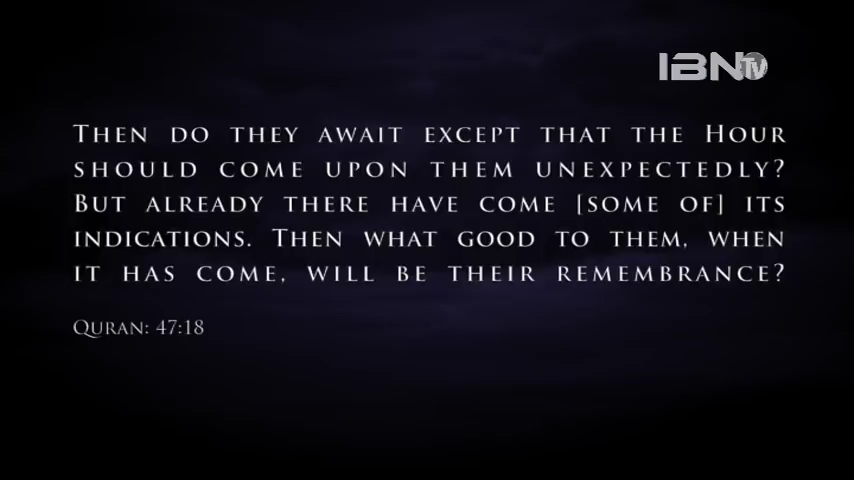 IBN TV
Then do they await except that the Hour
should come upon them unexpectedly?
But already there have come [some of] its
indications. Then what good to them, when
it has come, will be their remembrance?
Quran: 47:18